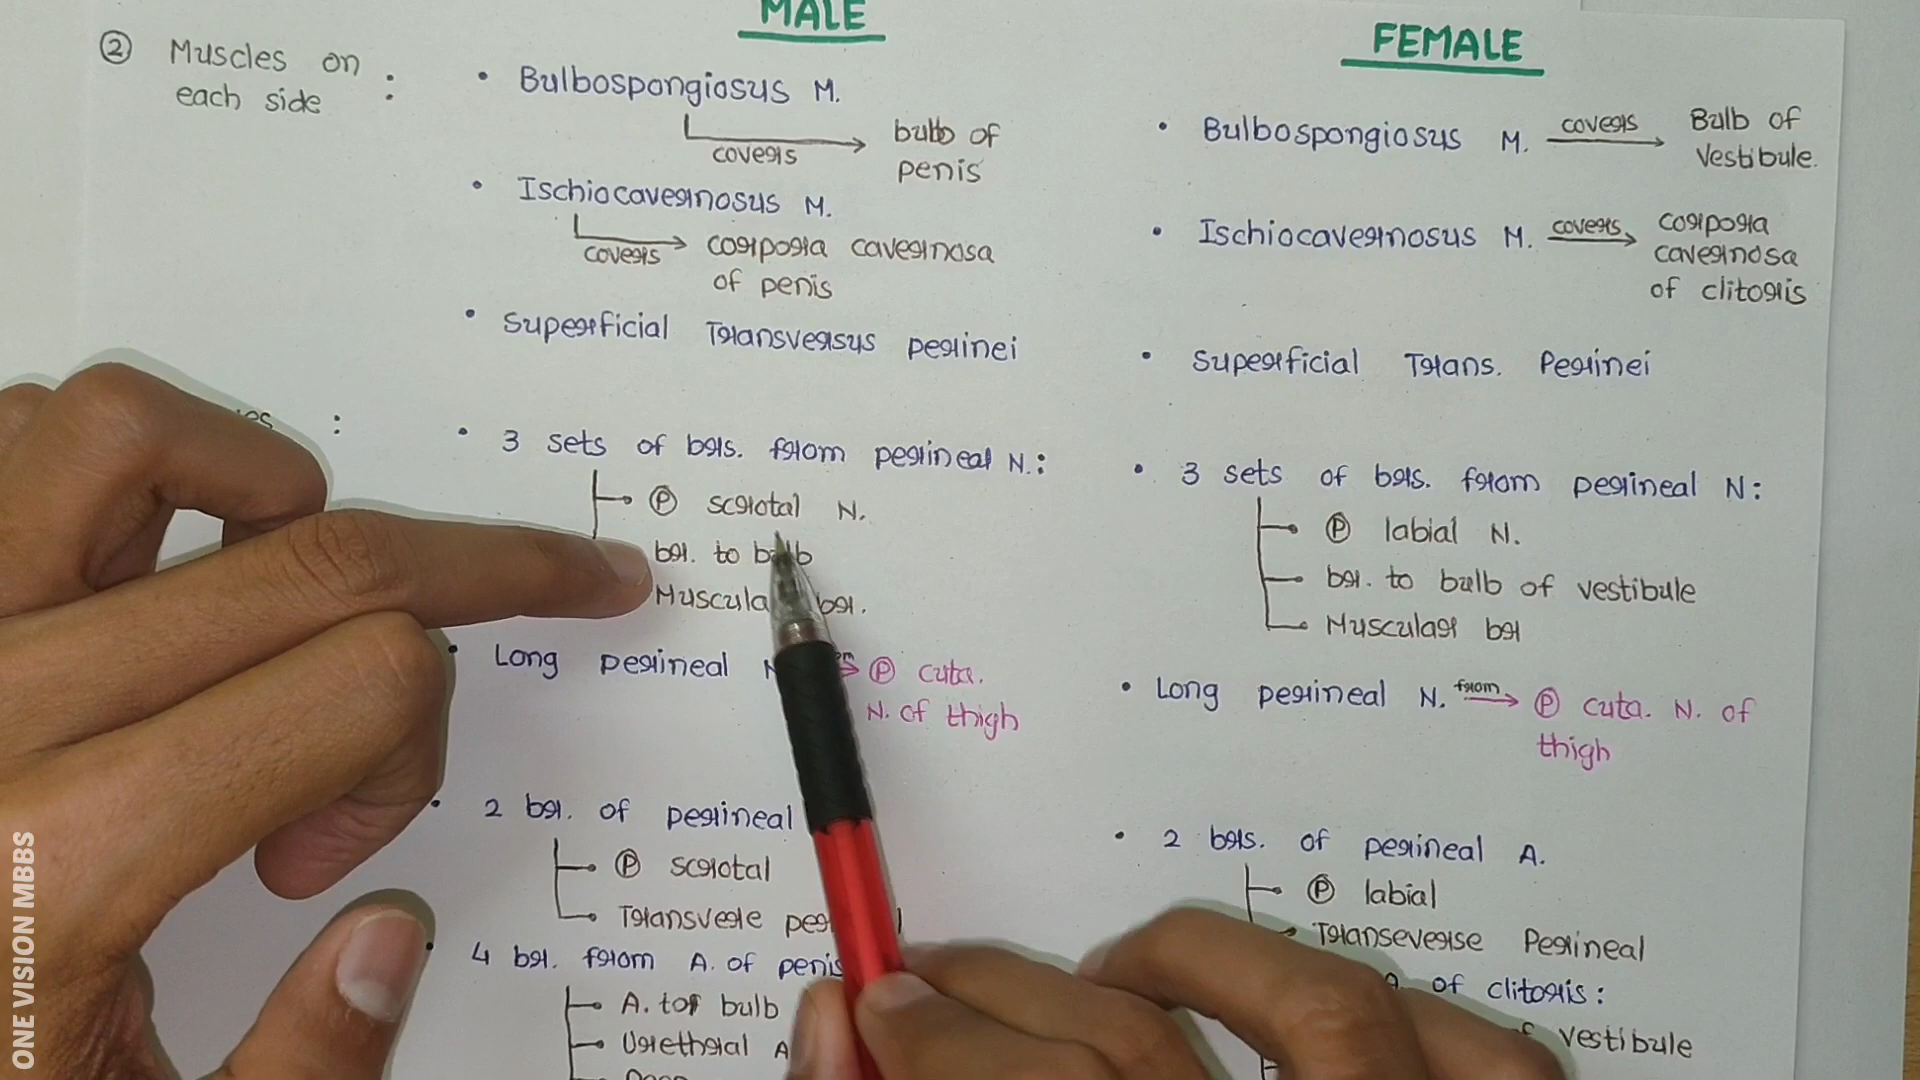 MALE
FEMALE
② Muscles on
each side :
• Bulbospongiosus M.
covers
bulb of
penis
• Ischiocavernosus M.
covers
corpora cavernosa
of penis
• Superficial Transversus perinei
:
• 3 sets of brs. from perineal N.:
Ⓟ scrotal N.
br. to bulb
br.
• Long perineal
Ⓟ cuta.
N. of thigh
• 2 br. of perineal
Ⓟ scrotal
• 4 br. from A. of penis
A. to bulb
Urethral A
• Bulbospongiosus M. covers Bulb of
Vestibule.
• Ischiocavernosus M. covers corpora
cavernosa
of clitoris
• Superficial Trans. Perinei
• 3 sets of brs. from perineal N:
Ⓟ labial N.
br. to bulb of vestibule
Muscular br
• Long perineal N. from Ⓟ cuta. N. of
thigh
• 2 brs. of perineal A.
Ⓟ labial
Transeverse Perineal
of clitoris:
vestibule
ONE VISION MBBS